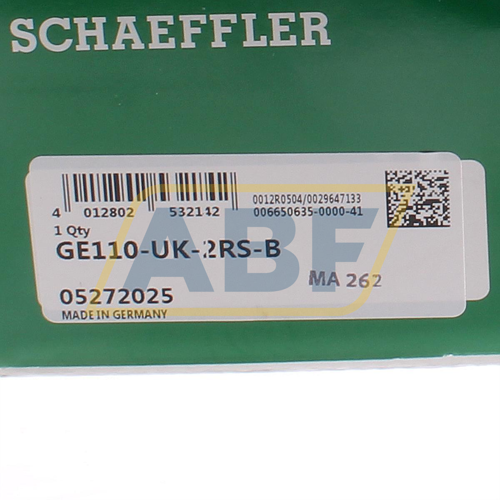 SCHAEFFLER
4 012802 532142
0012R0504/0029647133
006650635-0000-41
1 Qty
GE110-UK-2RS-B
MA 262
05272025
MADE IN GERMANY
ABF